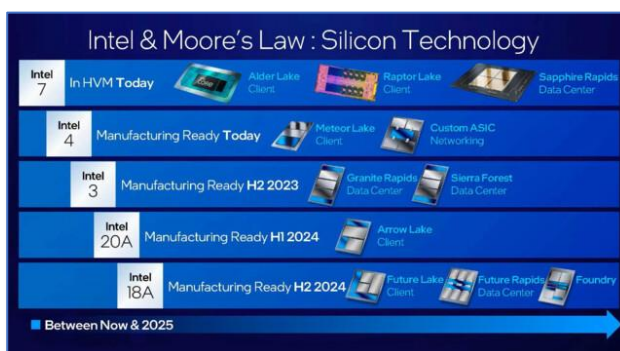 Intel & Moore's Law : Silicon Technology
Intel
7
In HVM Today
Alder Lake
Client
Raptor Lake
Client
Sapphire Rapids
Data Center
Intel
4
Manufacturing Ready Today
Meteor Lake
Client
Custom ASIC
Networking
Intel
3
Manufacturing Ready H2 2023
Granite Rapids
Data Center
Sierra Forest
Data Center
Intel
20A
Manufacturing Ready H1 2024
Arrow Lake
Client
Intel
18A
Manufacturing Ready H2 2024
Future Lake
Client
Future Rapids
Data Center
Foundry
Between Now & 2025